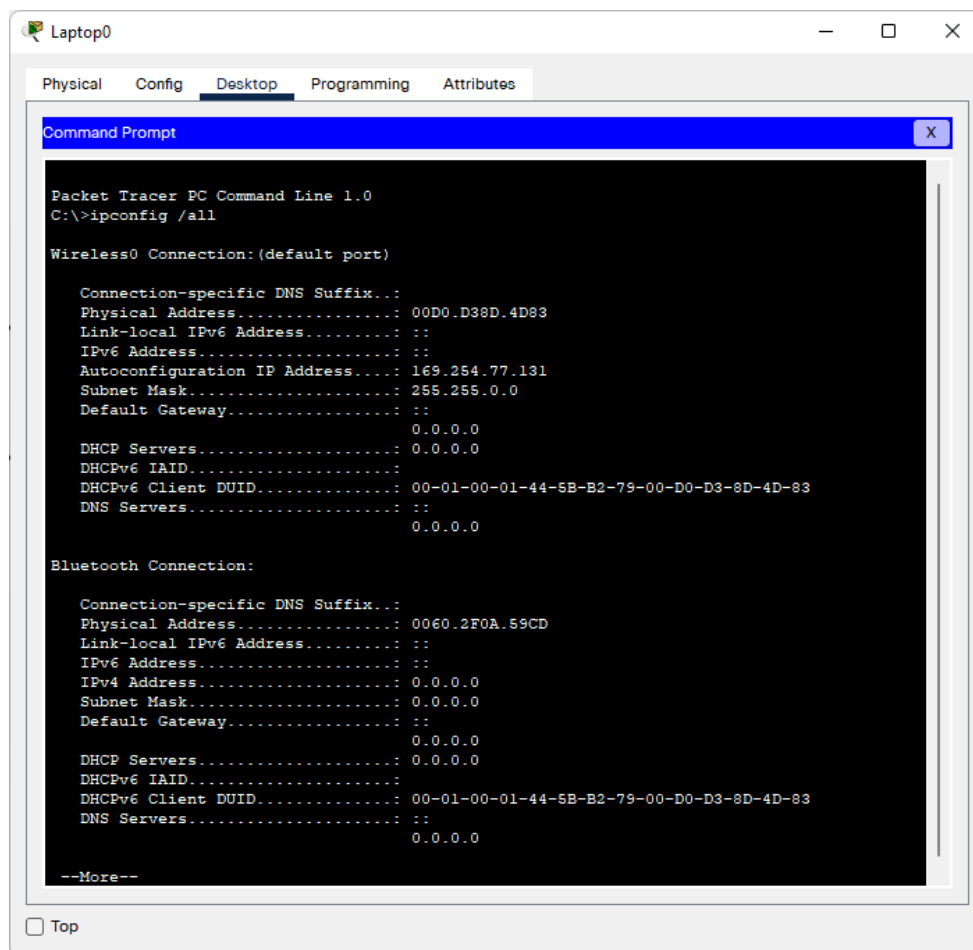 Laptop0
Physical Config Desktop Programming Attributes
Command Prompt X
Packet Tracer PC Command Line 1.0
C:\>ipconfig /all
Wireless0 Connection:(default port)
Connection-specific DNS Suffix..:
Physical Address................: 00D0.D38D.4D83
Link-local IPv6 Address.........: ::
IPv6 Address....................: ::
Autoconfiguration IP Address....: 169.254.77.131
Subnet Mask.....................: 255.255.0.0
Default Gateway.................: ::
0.0.0.0
DHCP Servers....................: 0.0.0.0
DHCPv6 IAID.....................:
DHCPv6 Client DUID..............: 00-01-00-01-44-5B-B2-79-00-D0-D3-8D-4D-83
DNS Servers.....................: ::
0.0.0.0
Bluetooth Connection:
Connection-specific DNS Suffix..:
Physical Address................: 0060.2F0A.59CD
Link-local IPv6 Address.........: ::
IPv6 Address....................: ::
IPv4 Address....................: 0.0.0.0
Subnet Mask.....................: 0.0.0.0
Default Gateway.................: ::
0.0.0.0
DHCP Servers....................: 0.0.0.0
DHCPv6 IAID.....................:
DHCPv6 Client DUID..............: 00-01-00-01-44-5B-B2-79-00-D0-D3-8D-4D-83
DNS Servers.....................: ::
0.0.0.0
--More--
Top